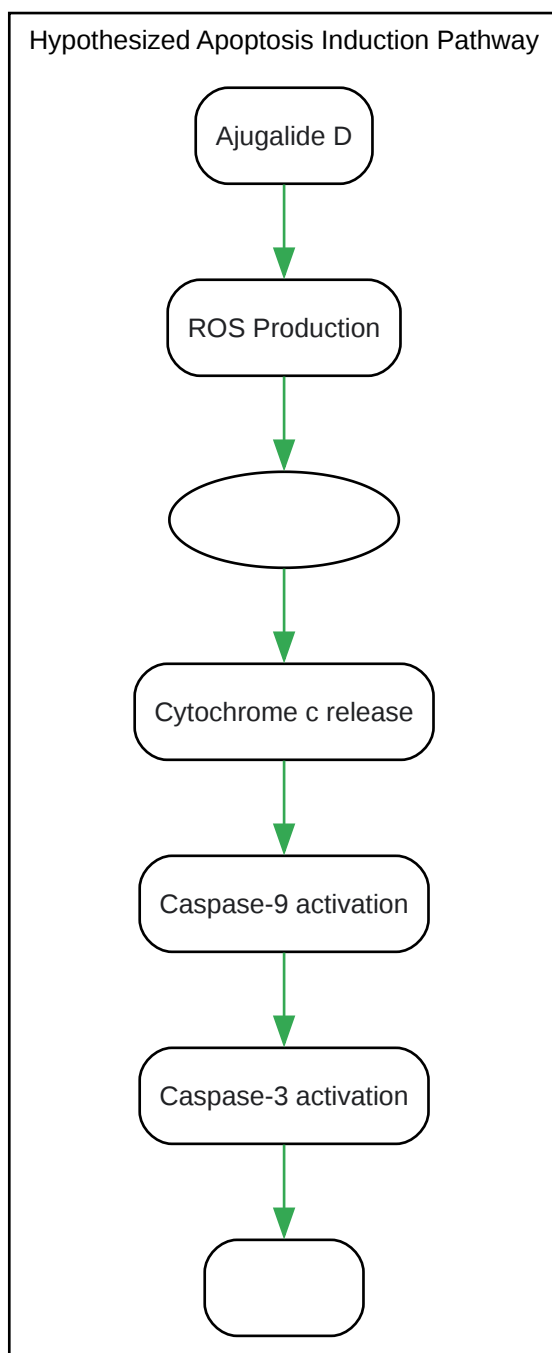 Hypothesized Apoptosis Induction Pathway
Ajugalide D
ROS Production
Cytochrome c release
Caspase-9 activation
Caspase-3 activation